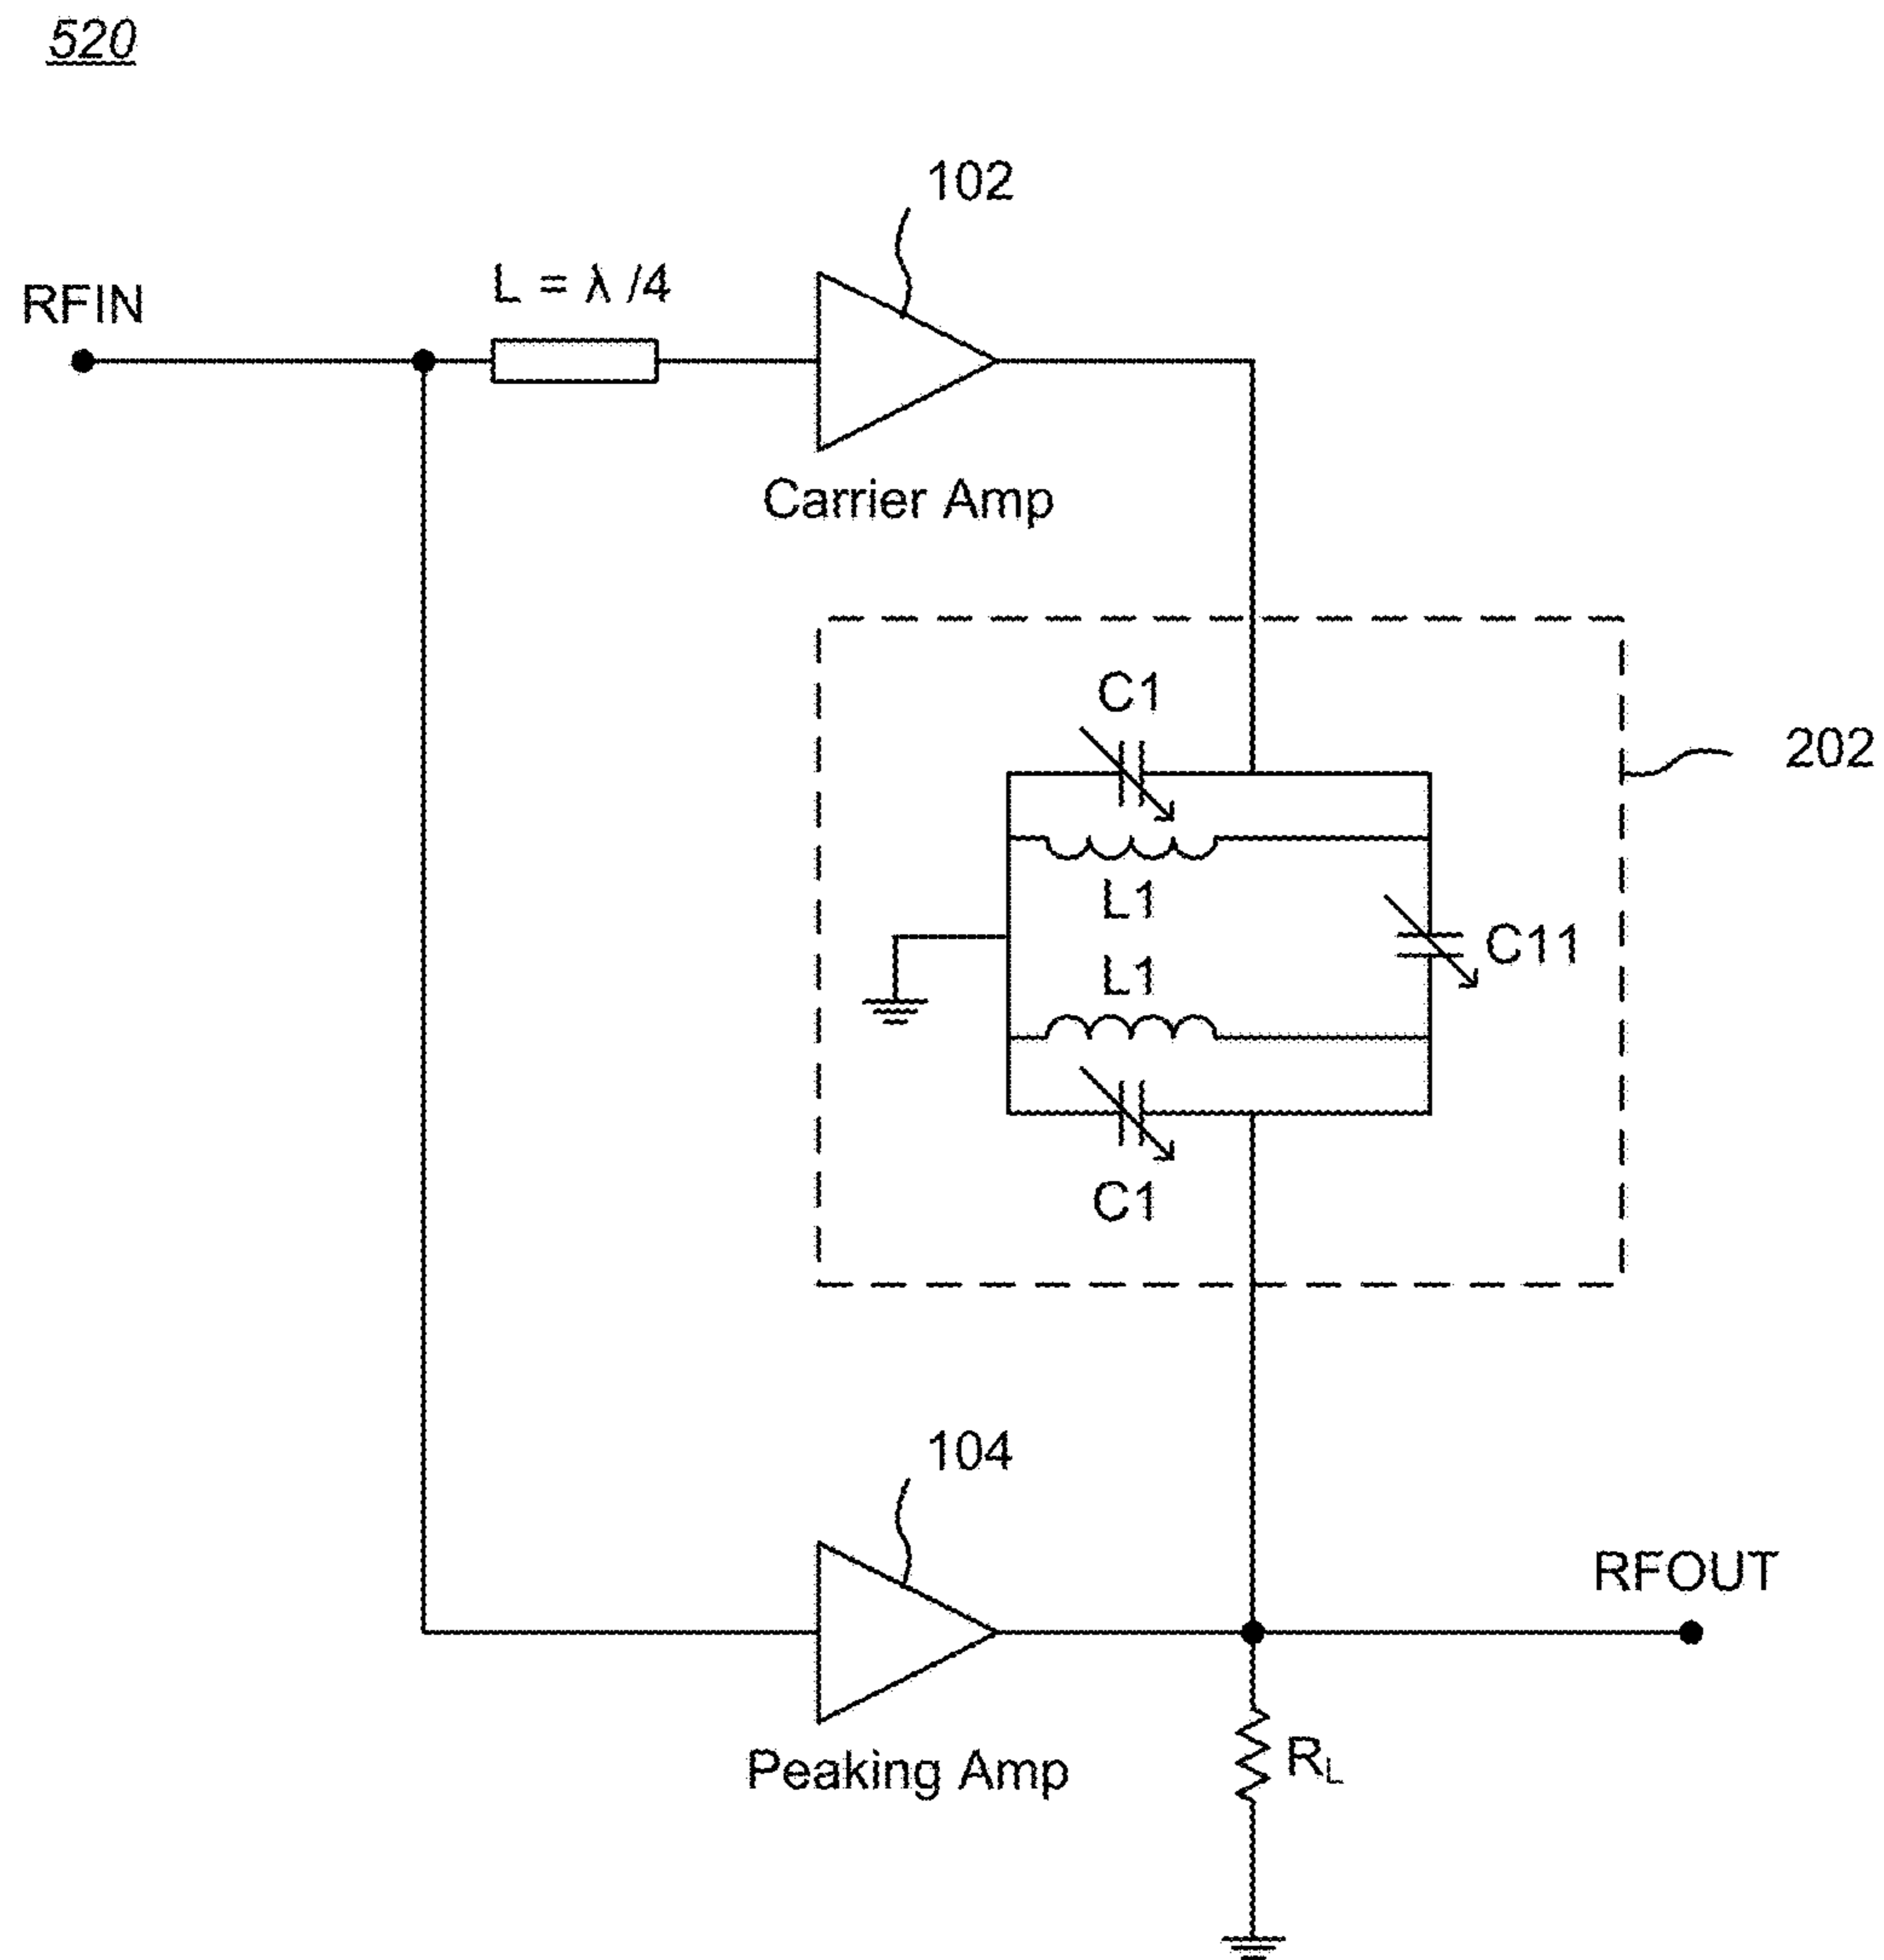 520
102
RFIN
L = λ /4
Carrier Amp
C1
202
L1
C11
L1
C1
104
RFOUT
Peaking Amp
RL